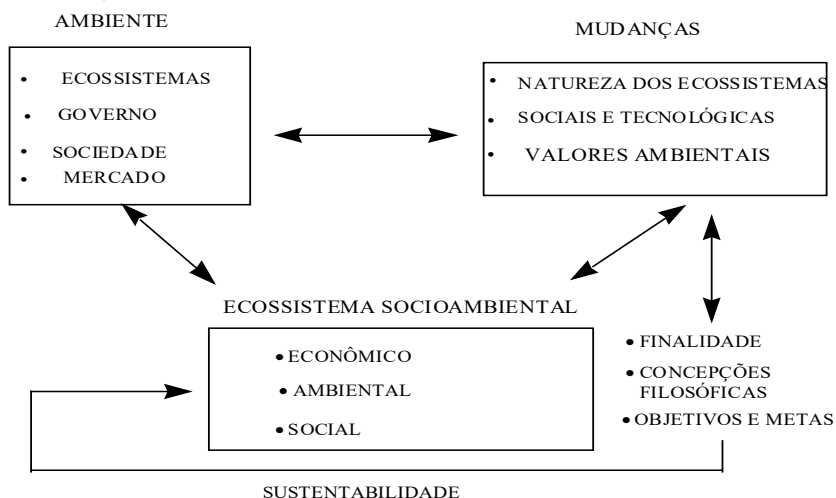 AMBIENTE
• ECOSSISTEMAS
• GOVERNO
• SOCIEDADE
• MERCADO
MUDANÇAS
• NATUREZA DOS ECOSSISTEMAS
• SOCIAIS E TECNOLÓGICAS
• VALORES AMBIENTAIS
ECOSSISTEMA SOCIOAMBIENTAL
• ECONÔMICO
• AMBIENTAL
• SOCIAL
• FINALIDADE
• CONCEPÇÕES
FILOSÓFICAS
• OBJETIVOS E METAS
SUSTENTABILIDADE